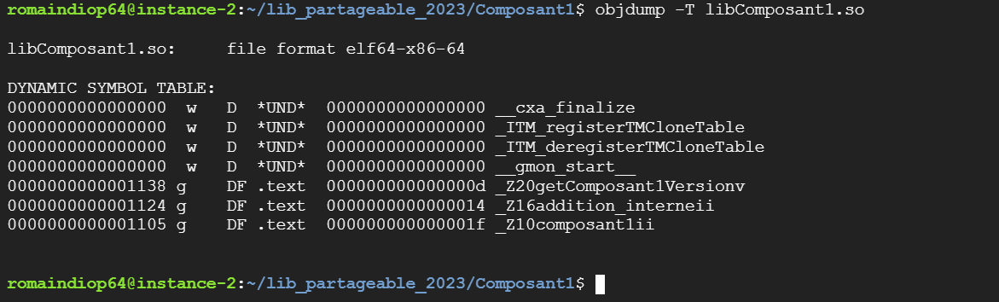 romaindiop64@instance-2:~/lib_partageable_2023/Composant1$ objdump -T libComposant1.so
libComposant1.so:     file format elf64-x86-64
DYNAMIC SYMBOL TABLE:
0000000000000000  w   D  *UND*  0000000000000000 __cxa_finalize
0000000000000000  w   D  *UND*  0000000000000000 _ITM_registerTMCloneTable
0000000000000000  w   D  *UND*  0000000000000000 _ITM_deregisterTMCloneTable
0000000000000000  w   D  *UND*  0000000000000000 __gmon_start__
0000000000001138 g    DF .text  000000000000000d _Z20getComposant1Versionv
0000000000001124 g    DF .text  0000000000000014 _Z16addition_interneii
0000000000001105 g    DF .text  000000000000001f _Z10composant1ii
romaindiop64@instance-2:~/lib_partageable_2023/Composant1$